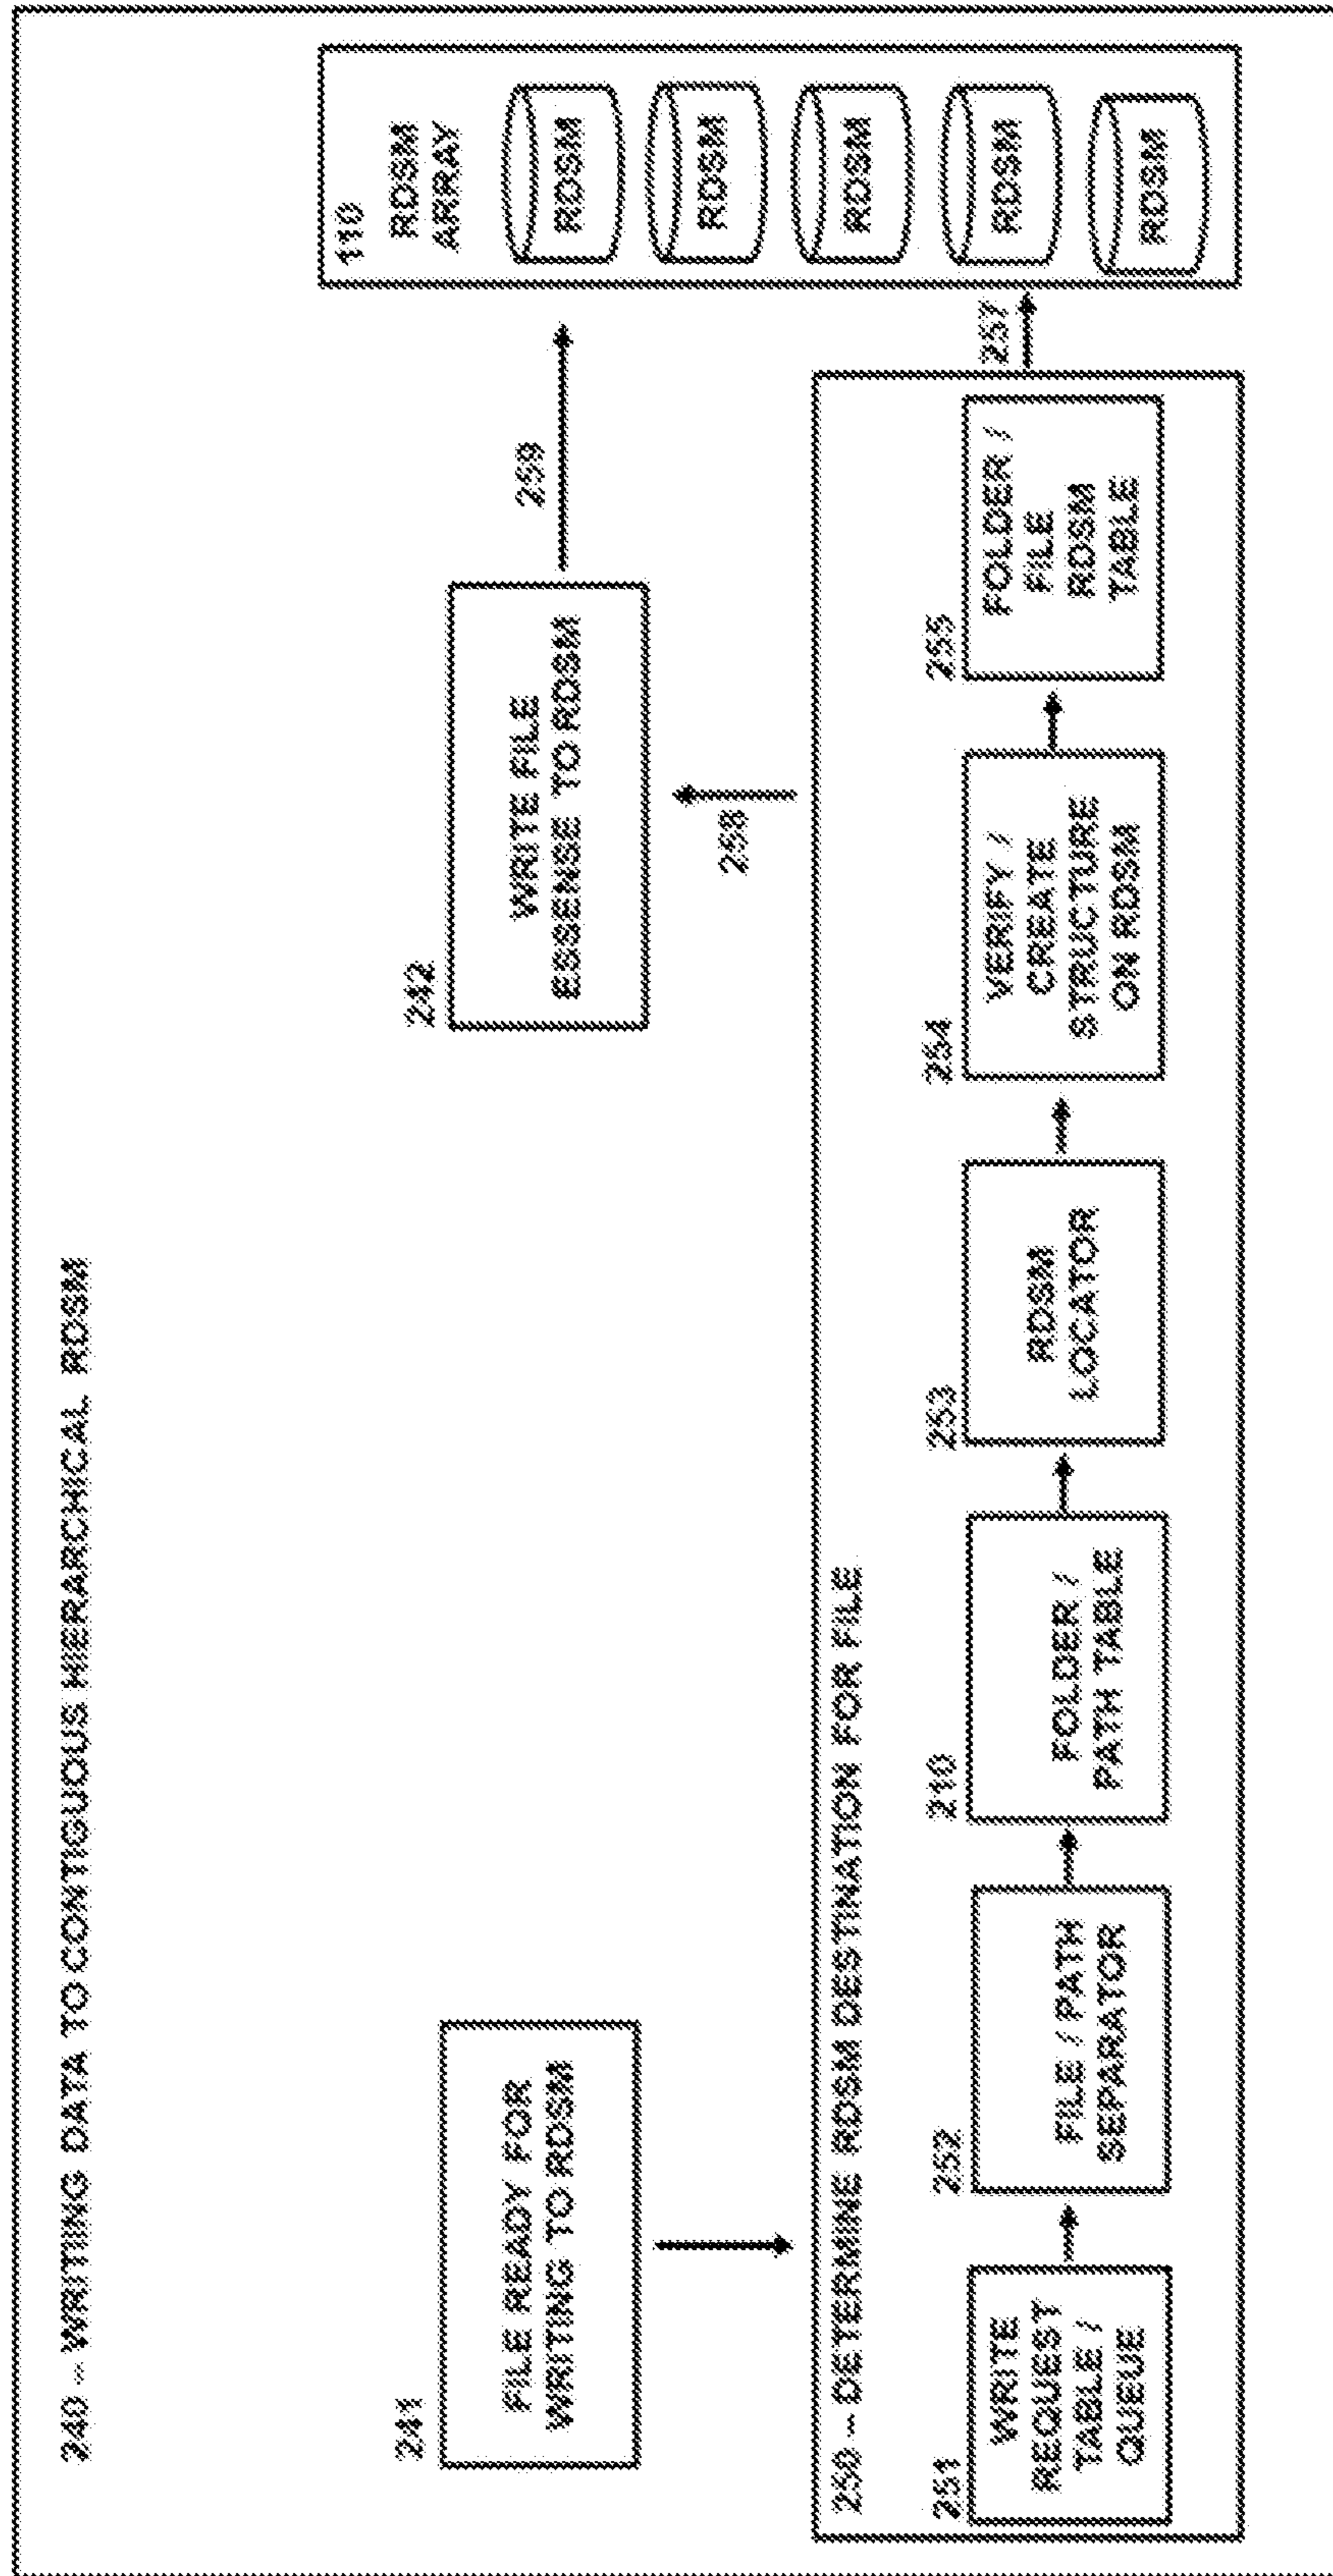 240 – WRITING DATA TO CONTIGUOUS HIERARCHICAL RDSM
241
FILE READY FOR
WRITING TO RDSM
242
WRITE FILE
ESSENSE TO RDSM
259
258
110
RDSM
ARRAY
RDSM
RDSM
RDSM
RDSM
RDSM
257
250 – DETERMINE RDSM DESTINATION FOR FILE
251
WRITE
REQUEST
TABLE /
QUEUE
252
FILE / PATH
SEPARATOR
210
FOLDER /
PATH TABLE
253
RDSM
LOCATOR
254
VERIFY /
CREATE
STRUCTURE
ON RDSM
255
FOLDER /
FILE
RDSM
TABLE